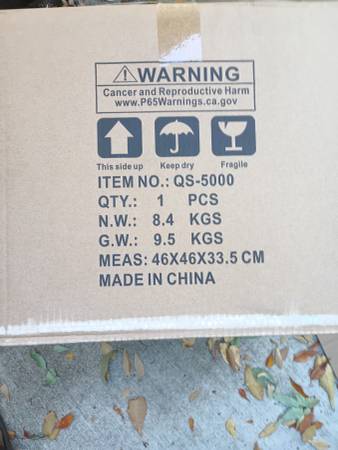 WARNING
Cancer and Reproductive Harm
www.P65Warnings.ca.gov
This side up Keep dry Fragile
ITEM NO.: QS-5000
QTY.: 1 PCS
N.W.: 8.4 KGS
G.W.: 9.5 KGS
MEAS: 46X46X33.5 CM
MADE IN CHINA